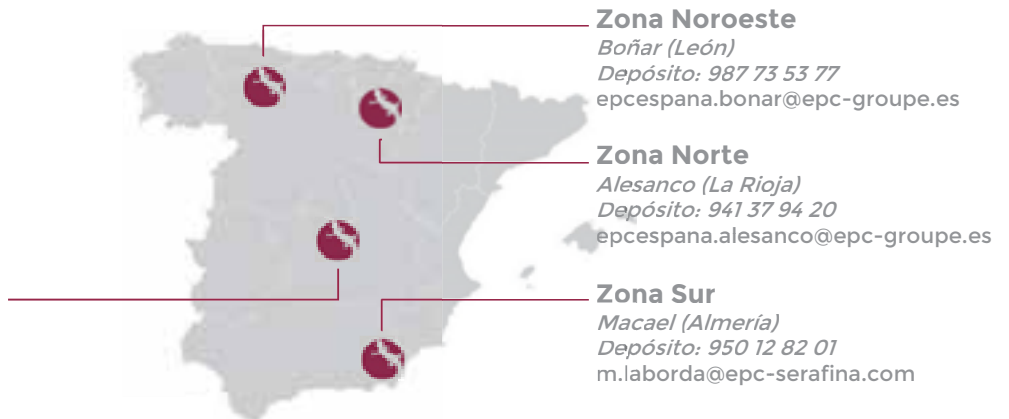 Zona Noroeste
Boñar (León)
Depósito: 987 73 53 77
epcespana.bonar@epc-groupe.es
Zona Norte
Alesanco (La Rioja)
Depósito: 941 37 94 20
epcespana.alesanco@epc-groupe.es
Zona Sur
Macael (Almería)
Depósito: 950 12 82 01
m.laborda@epc-serafina.com